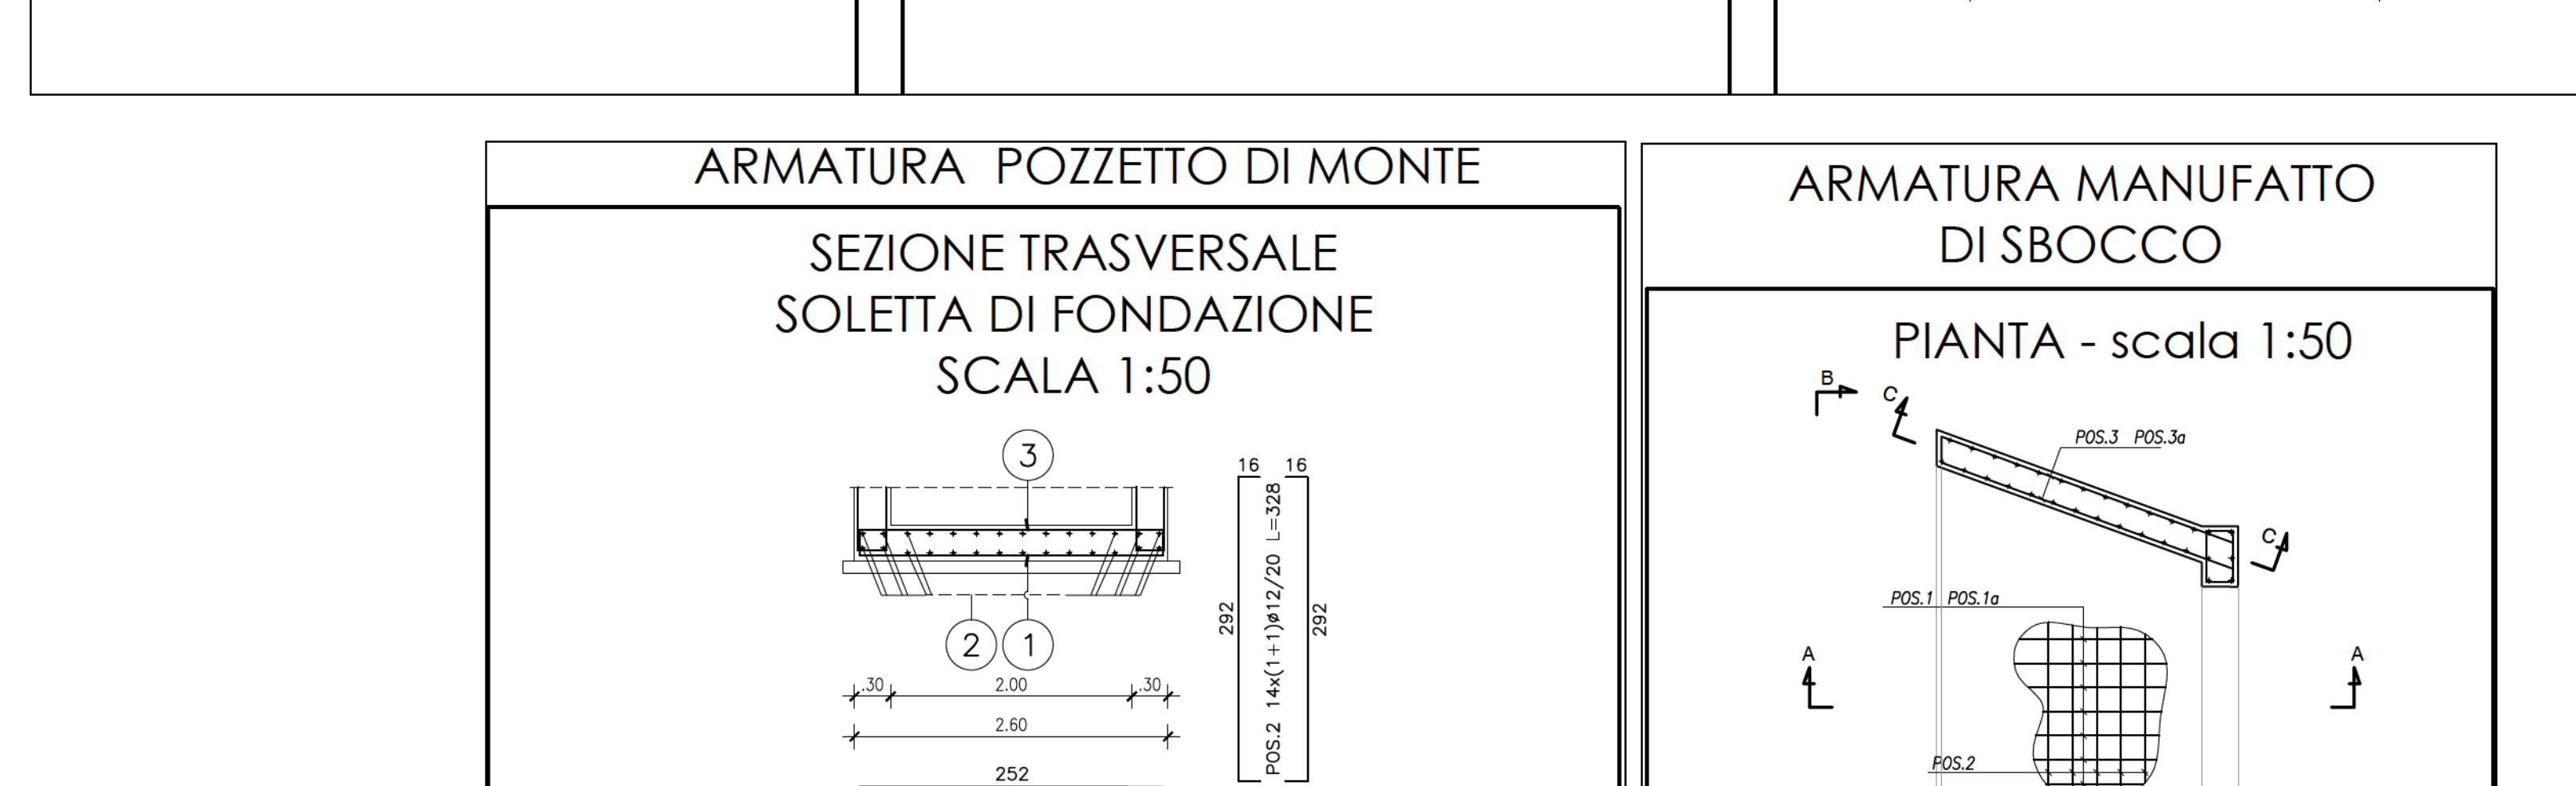 ARMATURA POZZETTO DI MONTE
SEZIONE TRASVERSALE
SOLETTA DI FONDAZIONE
SCALA 1:50
3
2 1
.30 2.00 .30
2.60
252
16 16
292
POS.2 14x(1+1)ø12/20 L=328
292
ARMATURA MANUFATTO
DI SBOCCO
PIANTA - scala 1:50
B
C
POS.3 POS.3a
C
POS.1 POS.1a
A A
POS.2